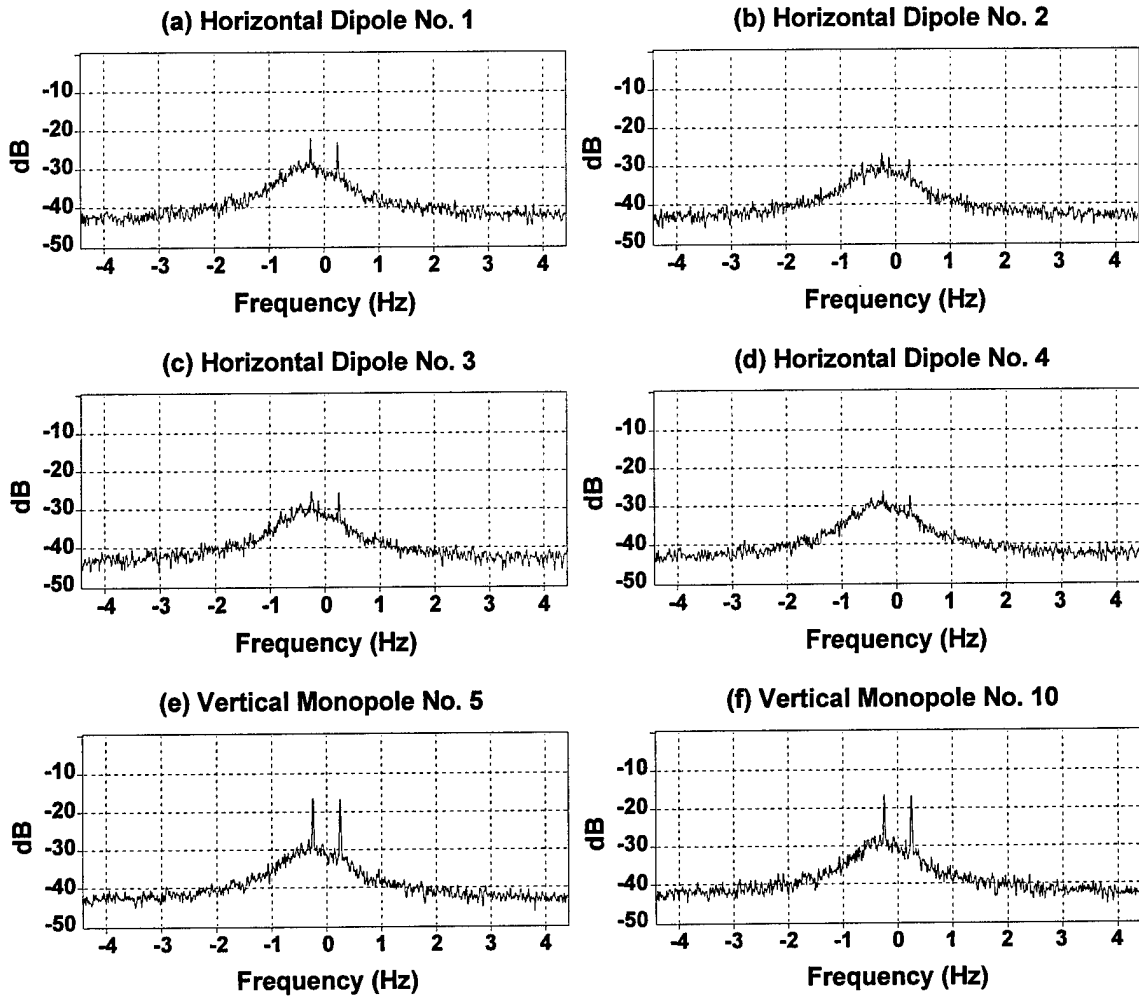 (a) Horizontal Dipole No. 1
dB
-10
-20
-30
-40
-50
-4 -3 -2 -1 0 1 2 3 4
Frequency (Hz)
(b) Horizontal Dipole No. 2
dB
-10
-20
-30
-40
-50
-4 -3 -2 -1 0 1 2 3 4
Frequency (Hz)
(c) Horizontal Dipole No. 3
dB
-10
-20
-30
-40
-50
-4 -3 -2 -1 0 1 2 3 4
Frequency (Hz)
(d) Horizontal Dipole No. 4
dB
-10
-20
-30
-40
-50
-4 -3 -2 -1 0 1 2 3 4
Frequency (Hz)
(e) Vertical Monopole No. 5
dB
-10
-20
-30
-40
-50
-4 -3 -2 -1 0 1 2 3 4
Frequency (Hz)
(f) Vertical Monopole No. 10
dB
-10
-20
-30
-40
-50
-4 -3 -2 -1 0 1 2 3 4
Frequency (Hz)